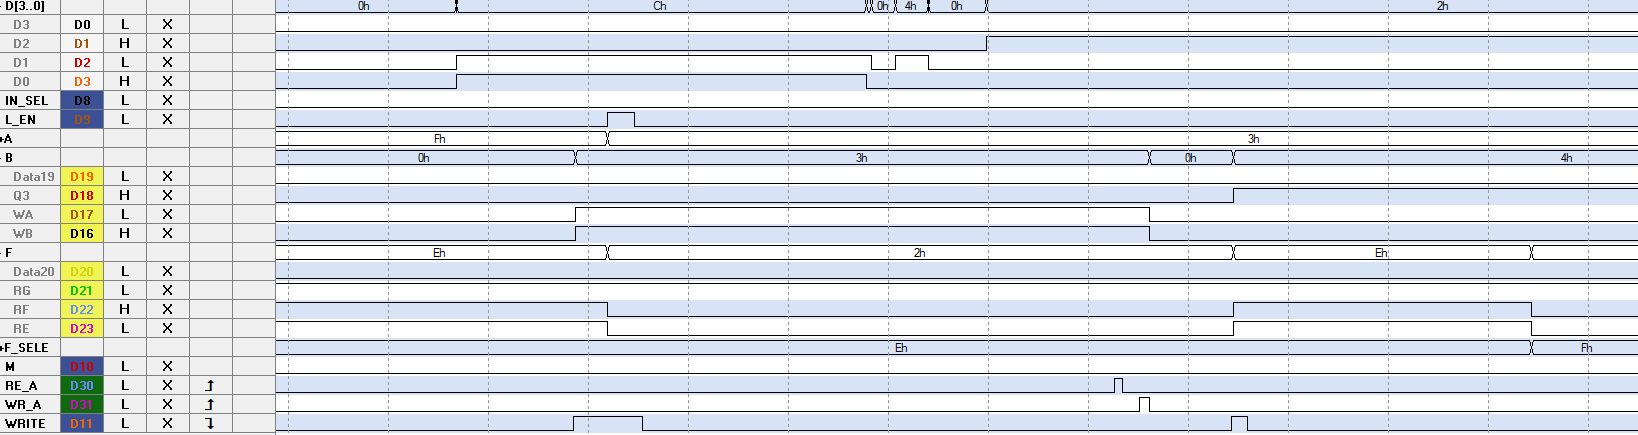 D[3..0] 0h Ch 0h 4h 0h 2h
D3 D0 L X
D2 D1 H X
D1 D2 L X
D0 D3 H X
IN_SEL D8 L X
L_EN D9 L X
+A Fh 3h
- B 0h 3h 0h 4h
Data19 D19 L X
Q3 D18 H X
WA D17 L X
WB D16 H X
- F Eh 2h Eh
Data20 D20 L X
RG D21 L X
RF D22 H X
RE D23 L X
+F_SELE Eh Fh
M D10 L X
RE_A D30 L X
WR_A D31 L X
WRITE D11 L X